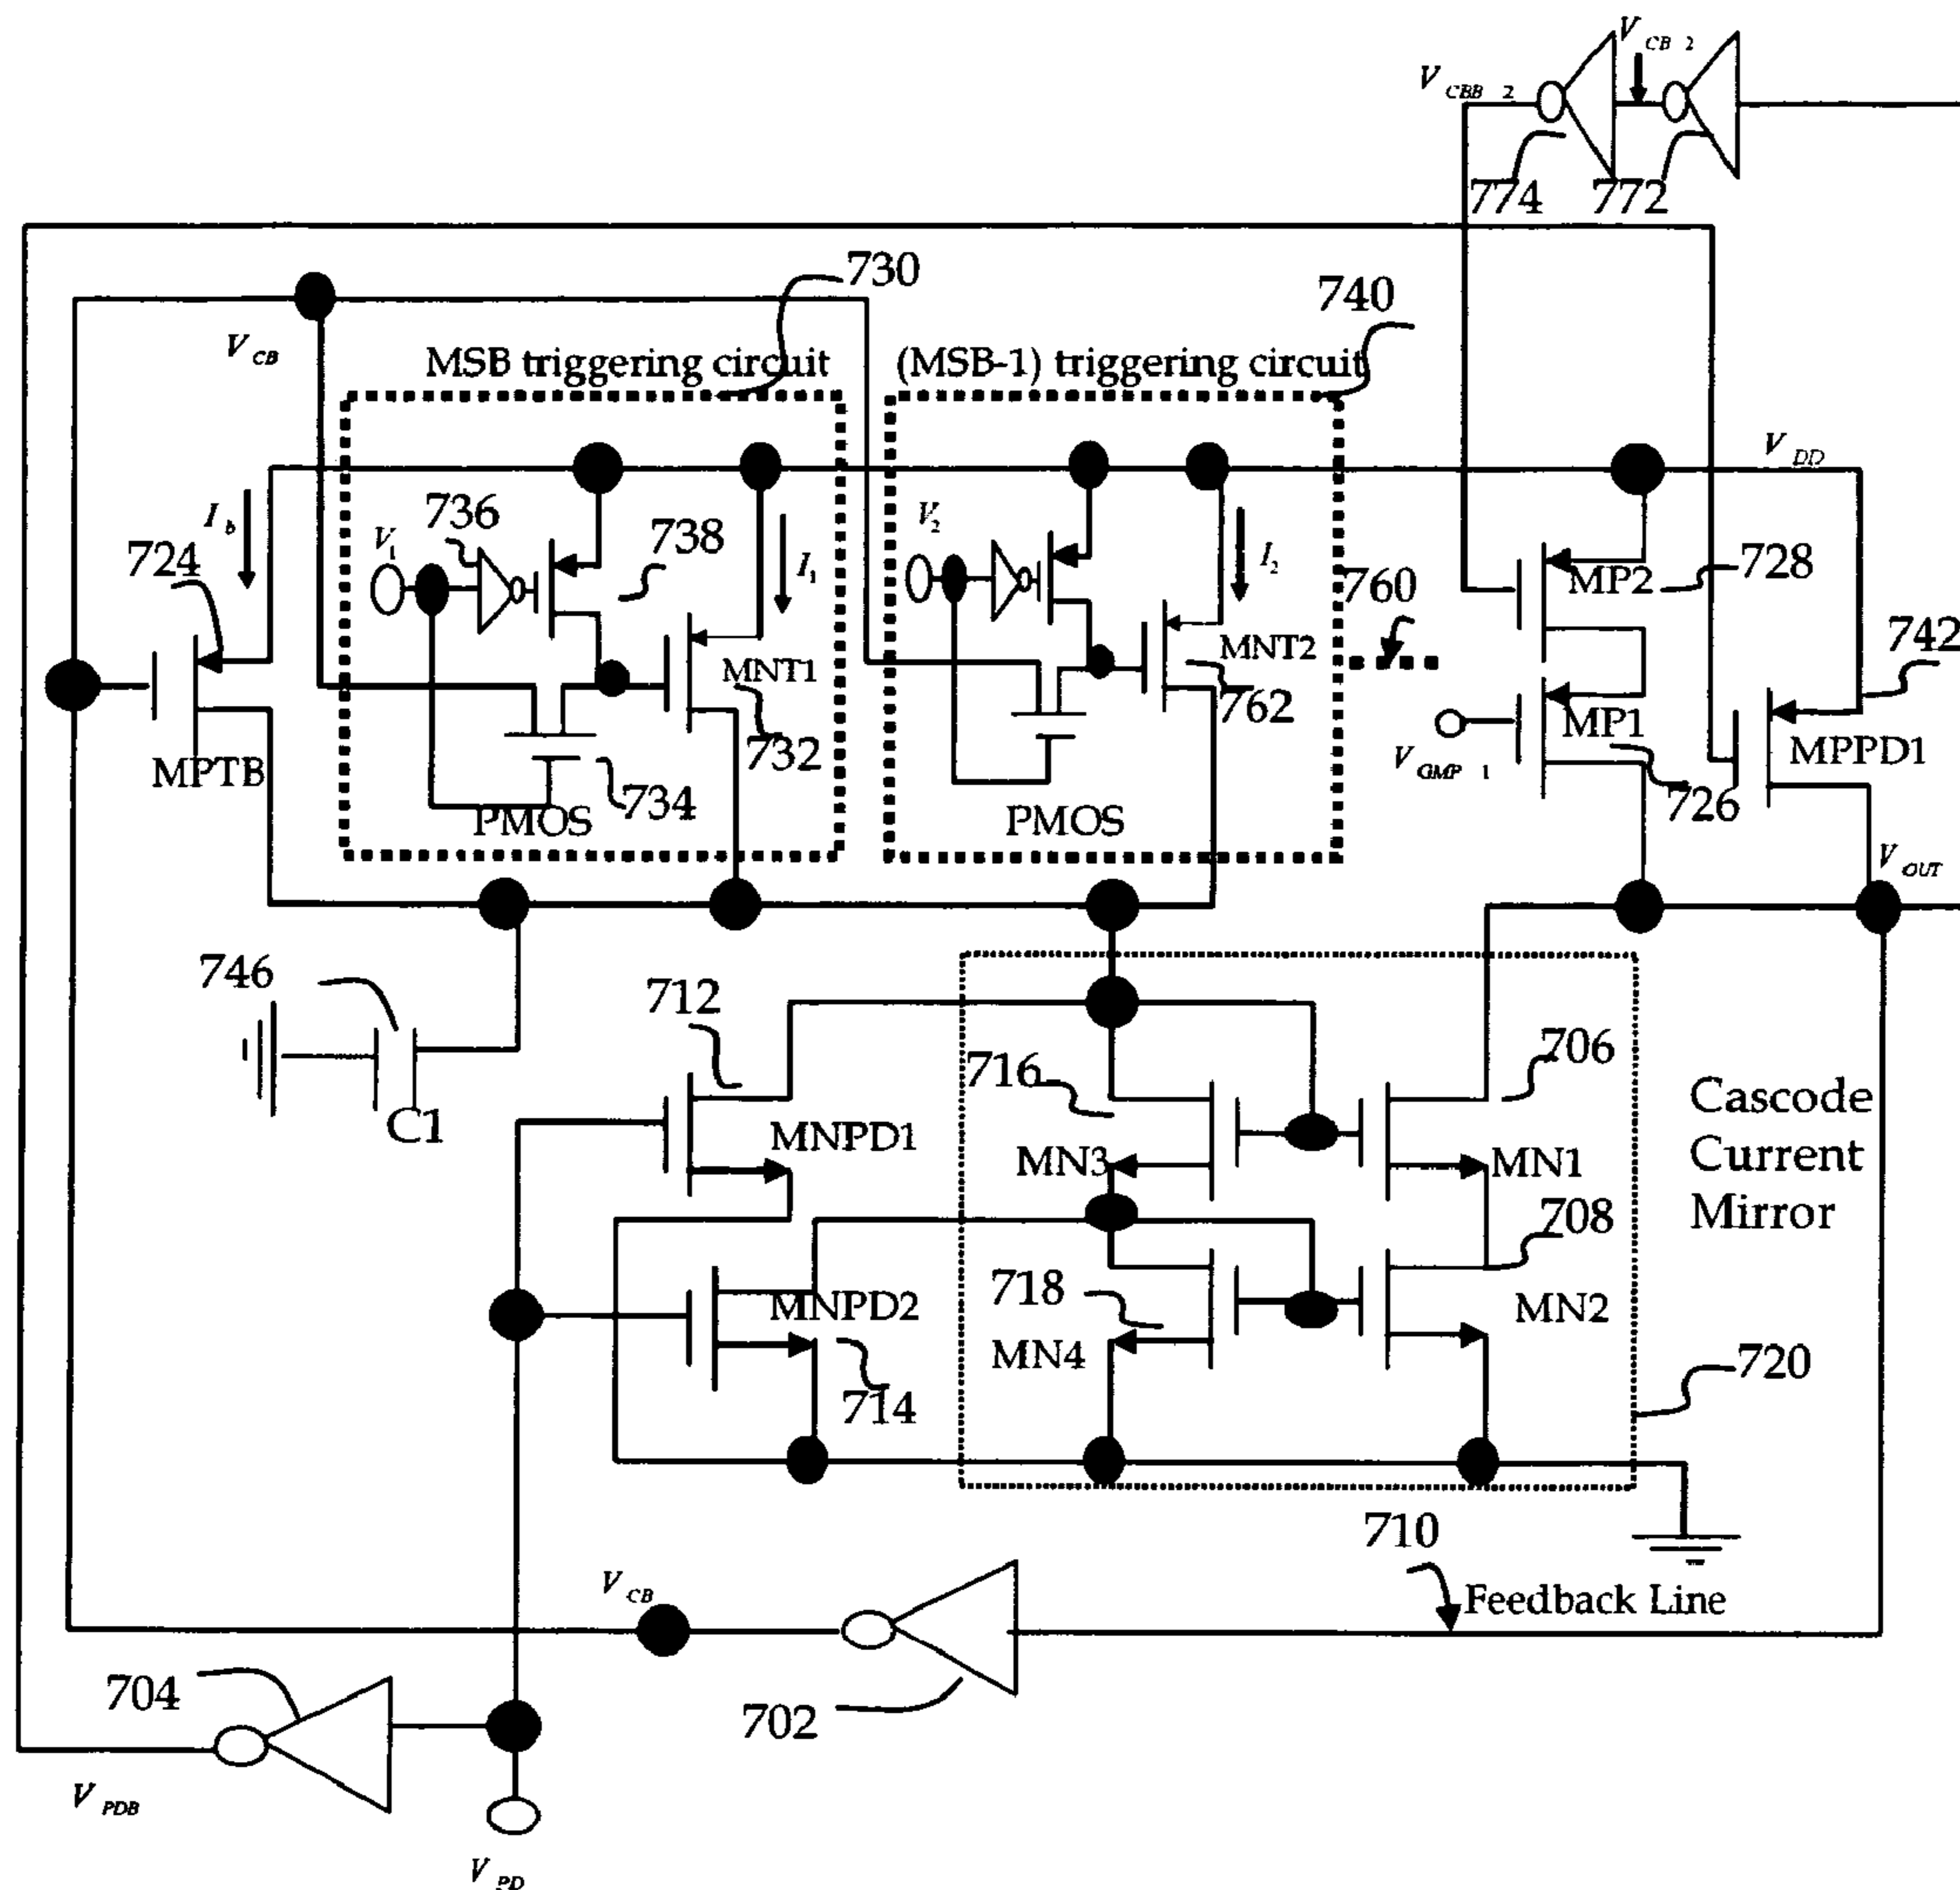 V CB 2
V CBB 2
774 772
730
740
V CB
MSB triggering circuit
(MSB-1) triggering circuit
V DD
I b
736
V1
738
I1
V2
I2
724
760
MP2
728
742
MNT1
732
MNT2
762
MP1
V GMP 1
726
MPPD1
MPTB
734
PMOS
PMOS
V OUT
746
C1
712
MNPD1
716
706
MN3
MN1
Cascode
Current
Mirror
708
MNPD2
714
718
MN4
MN2
720
710
Feedback Line
V CB
702
704
V PDB
V PD